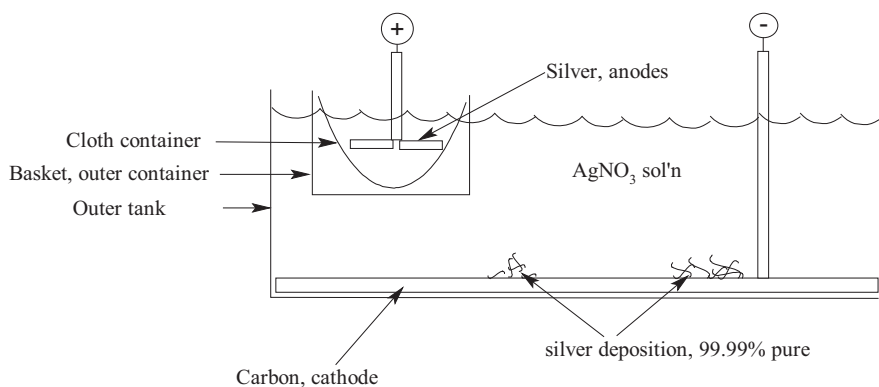 +
-
Silver, anodes
Cloth container
Basket, outer container
AgNO3 sol'n
Outer tank
silver deposition, 99.99% pure
Carbon, cathode